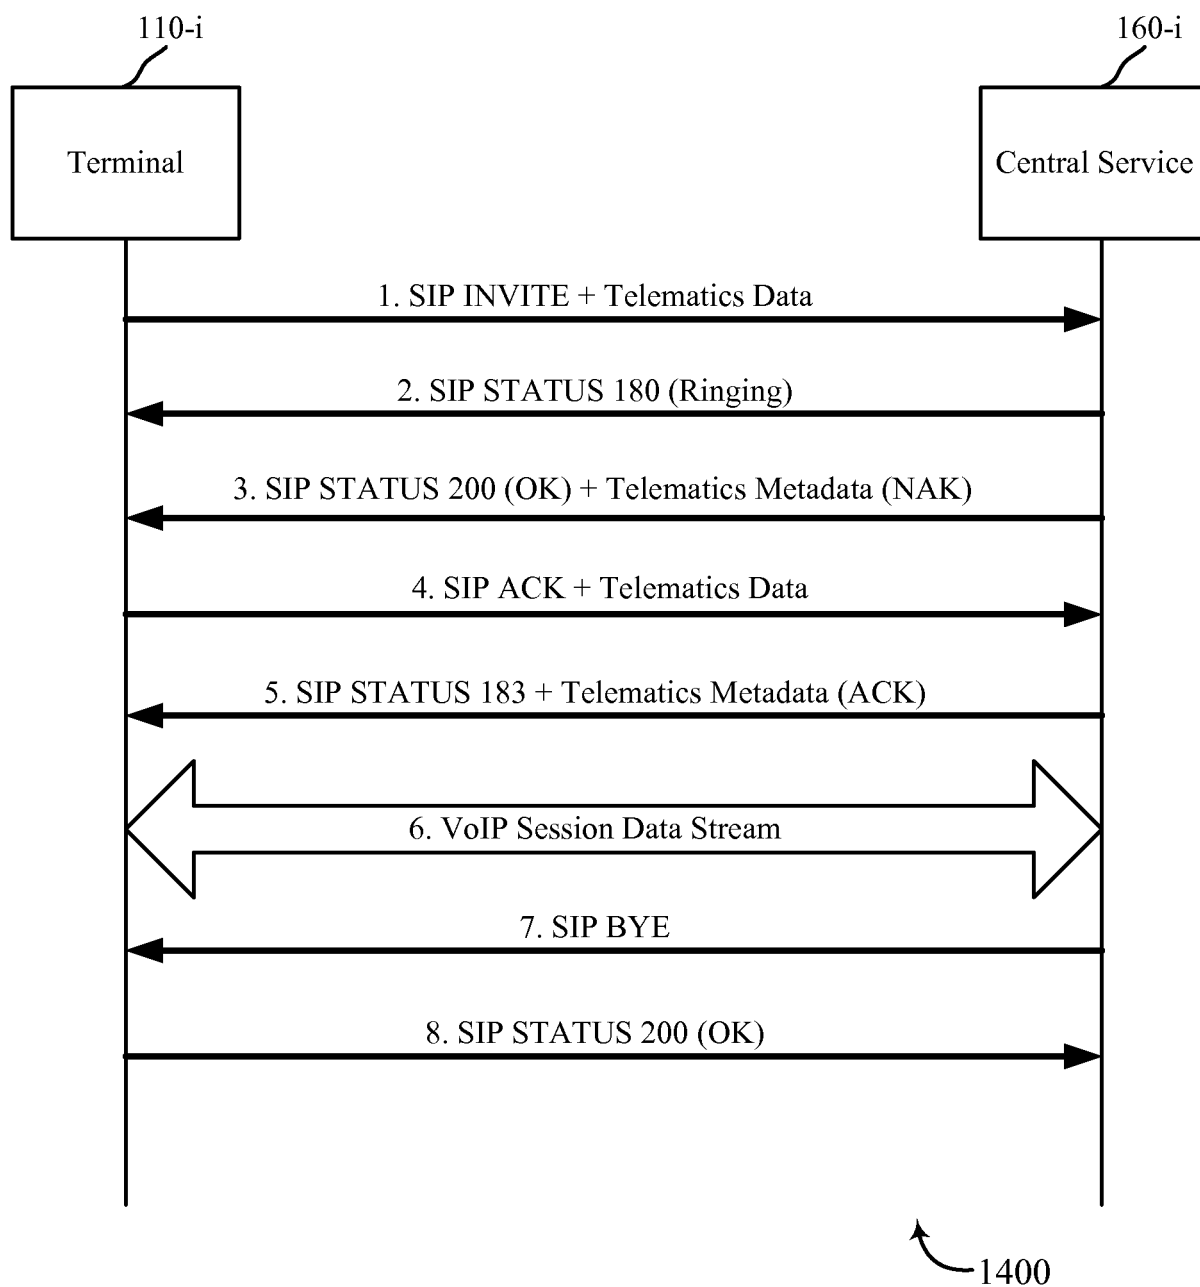 110-i
160-i
Terminal
Central Service
1. SIP INVITE + Telematics Data
2. SIP STATUS 180 (Ringing)
3. SIP STATUS 200 (OK) + Telematics Metadata (NAK)
4. SIP ACK + Telematics Data
5. SIP STATUS 183 + Telematics Metadata (ACK)
6. VoIP Session Data Stream
7. SIP BYE
8. SIP STATUS 200 (OK)
1400